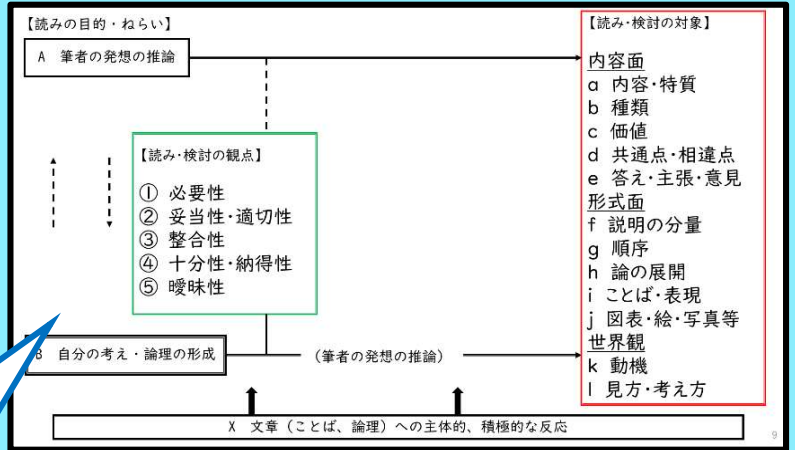 【読みの目的・ねらい】
A 筆者の発想の推論
【読み・検討の観点】
① 必要性
② 妥当性・適切性
③ 整合性
④ 十分性・納得性
⑤ 曖昧性
B 自分の考え・論理の形成
(筆者の発想の推論)
X 文章(ことば、論理)への主体的、積極的な反応
【読み・検討の対象】
内容面
a 内容・特質
b 種類
c 価値
d 共通点・相違点
e 答え・主張・意見
形式面
f 説明の分量
g 順序
h 論の展開
i ことば・表現
j 図表・絵・写真等
世界観
k 動機
l 見方・考え方
9